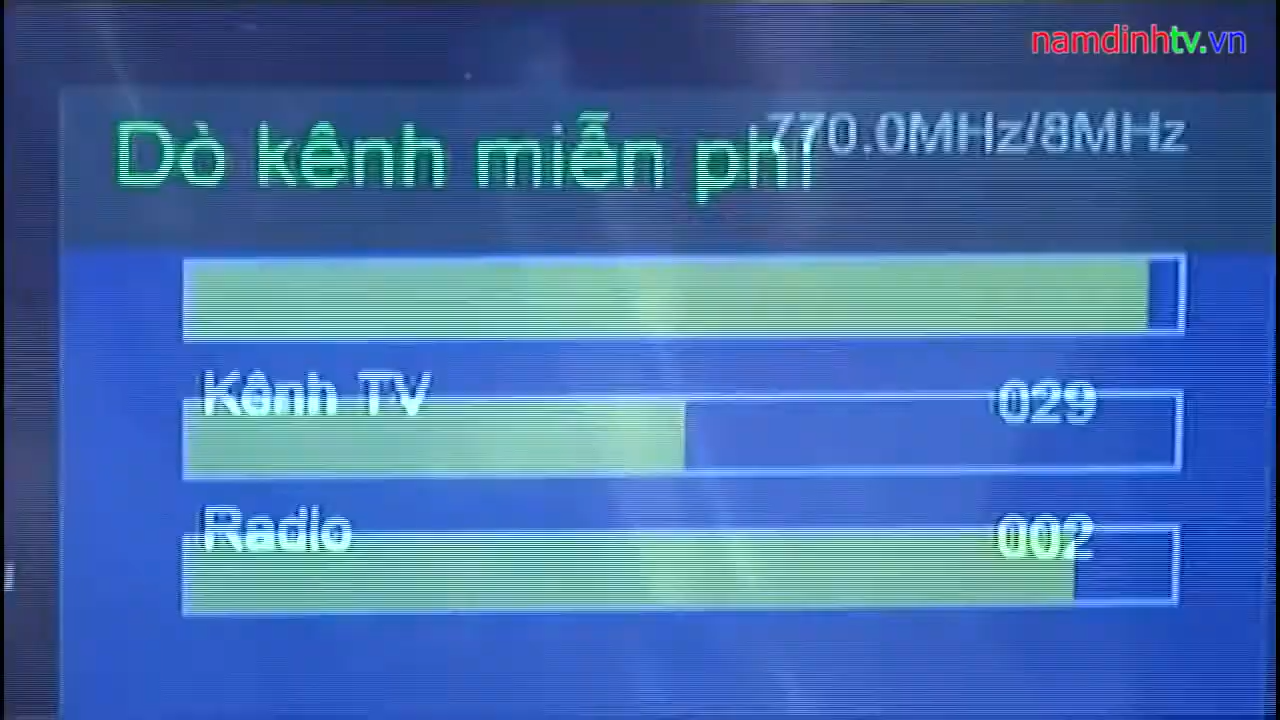 namdinhtv.vn
Dò kênh miễn phí
770.0MHz/8MHz
Kênh TV 029
Radio 002